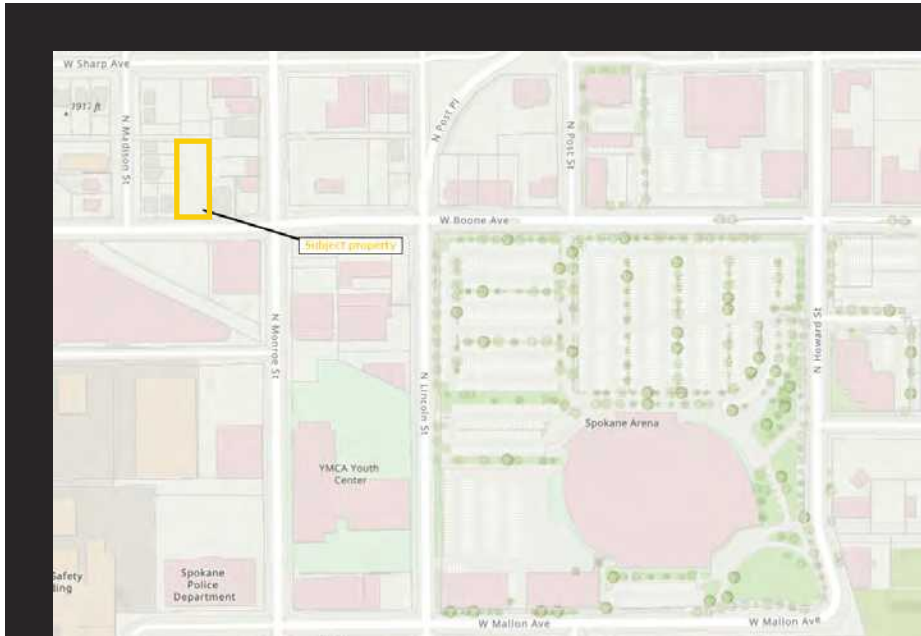 W Sharp Ave
1917 ft
N Madison St
N Post Pl
N Post St
W Boone Ave
Subject property
N Monroe St
N Lincoln St
N Howard St
Spokane Arena
YMCA Youth
Center
Safety
Spokane
Police
Department
W Mallon Ave
W Mallon Ave